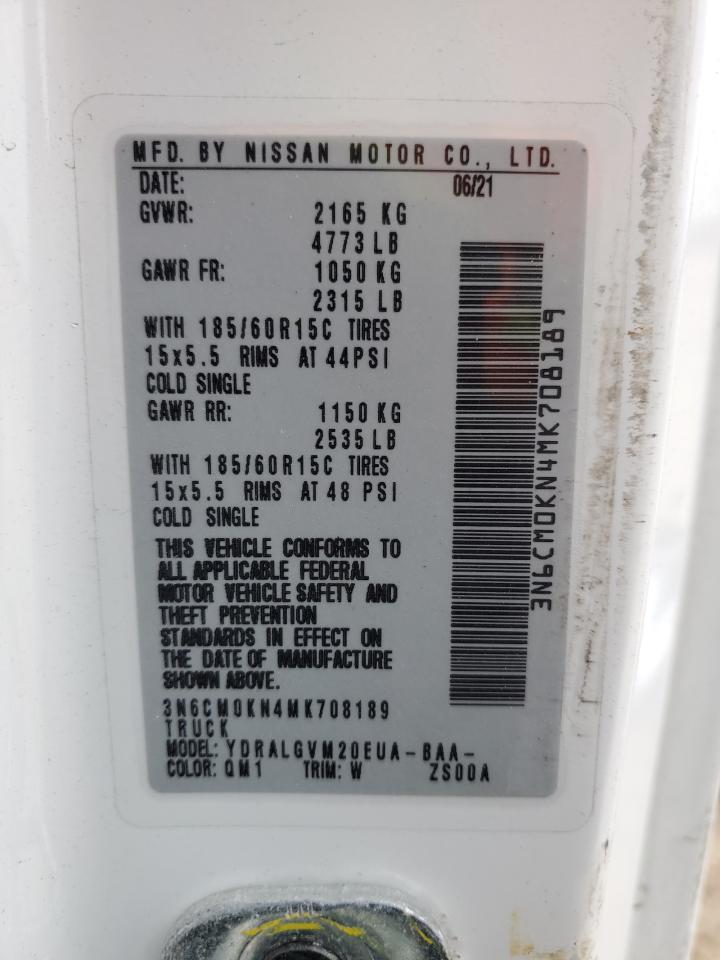 MFD. BY NISSAN MOTOR CO., LTD.
DATE: 06/21
GVWR: 2165 KG
4773 LB
GAWR FR: 1050 KG
2315 LB
WITH 185/60R15C TIRES
15x5.5 RIMS AT 44PSI
COLD SINGLE
GAWR RR: 1150 KG
2535 LB
WITH 185/60R15C TIRES
15x5.5 RIMS AT 48 PSI
COLD SINGLE
THIS VEHICLE CONFORMS TO
ALL APPLICABLE FEDERAL
MOTOR VEHICLE SAFETY AND
THEFT PREVENTION
STANDARDS IN EFFECT ON
THE DATE OF MANUFACTURE
SHOWN ABOVE.
3N6CM0KN4MK708189
TRUCK
MODEL: YDRALGVM20EUA-BAA-
COLOR: QM1 TRIM: W ZS00A
3N6CM0KN4MK708189